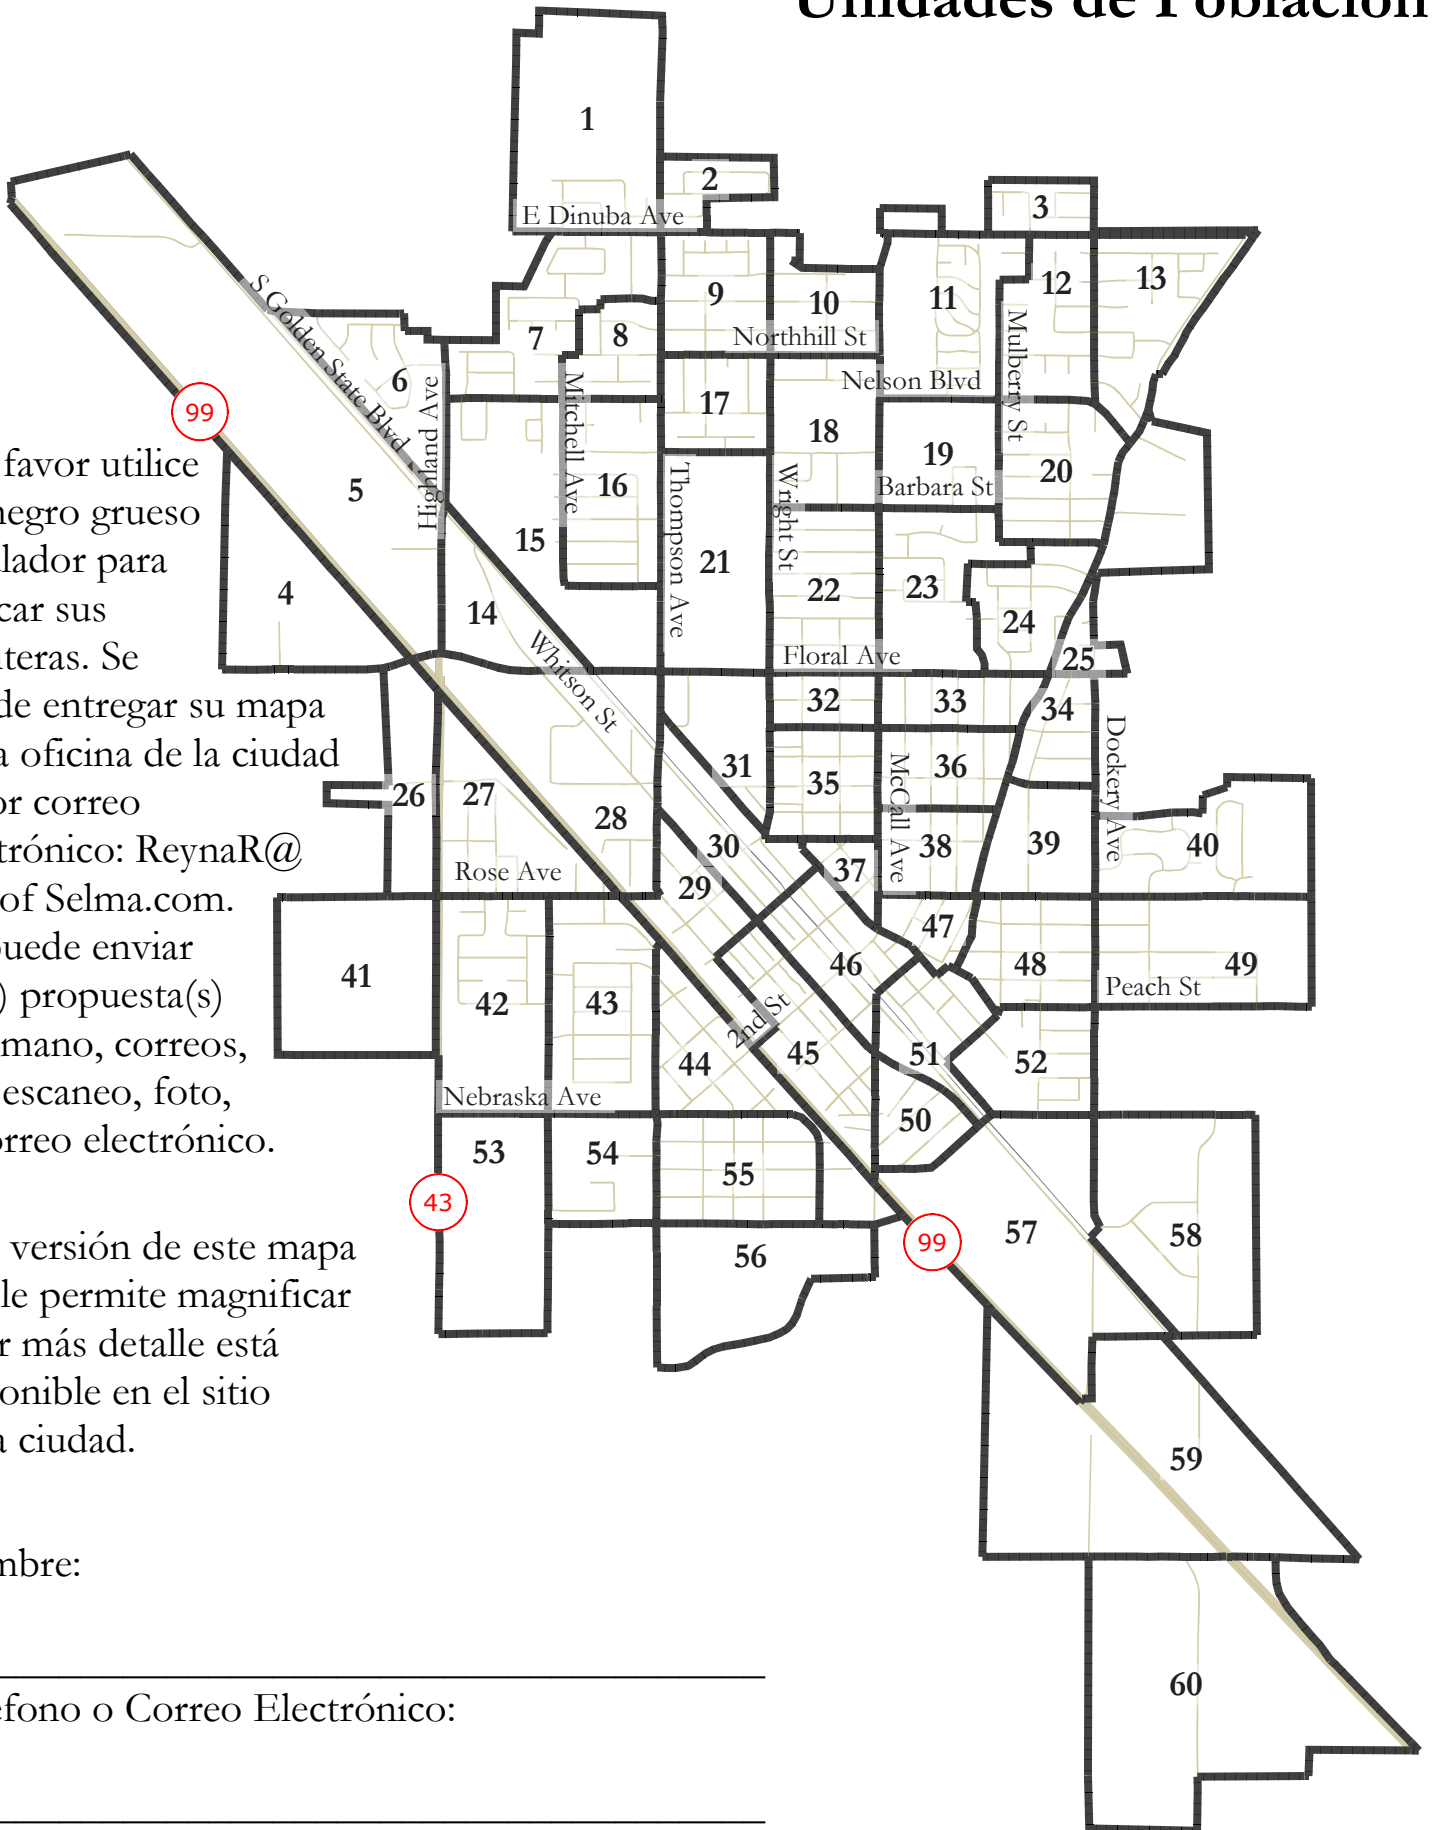 Unidades de Población
1
2
E Dinuba Ave
3
S Golden State Blvd
9
10
11
12
13
7
8
Northhill St
Mulberry St
6
Highland Ave
Mitchell Ave
Nelson Blvd
99
17
18
19
20
favor utilice
negro grueso
5
16
Thompson Ave
Wright St
Barbara St
15
21
para
car sus
4
14
22
23
24
teras. Se
Whitson St
Floral Ave
25
de entregar su mapa
32
33
34
a oficina de la ciudad
Dockery Ave
or correo
26
27
28
31
35
McCall Ave
36
trónico: ReynaR@
30
37
38
39
40
Rose Ave
29
of Selma.com.
47
puede enviar
41
46
48
49
) propuesta(s)
42
43
Peach St
mano, correos,
2nd St
44
45
51
52
escaneo, foto,
Nebraska Ave
50
orreo electrónico.
53
54
55
43
versión de este mapa
56
99
57
58
le permite magnificar
r más detalle está
ponible en el sitio
a ciudad.
59
mbre:
60
éfono o Correo Electrónico: